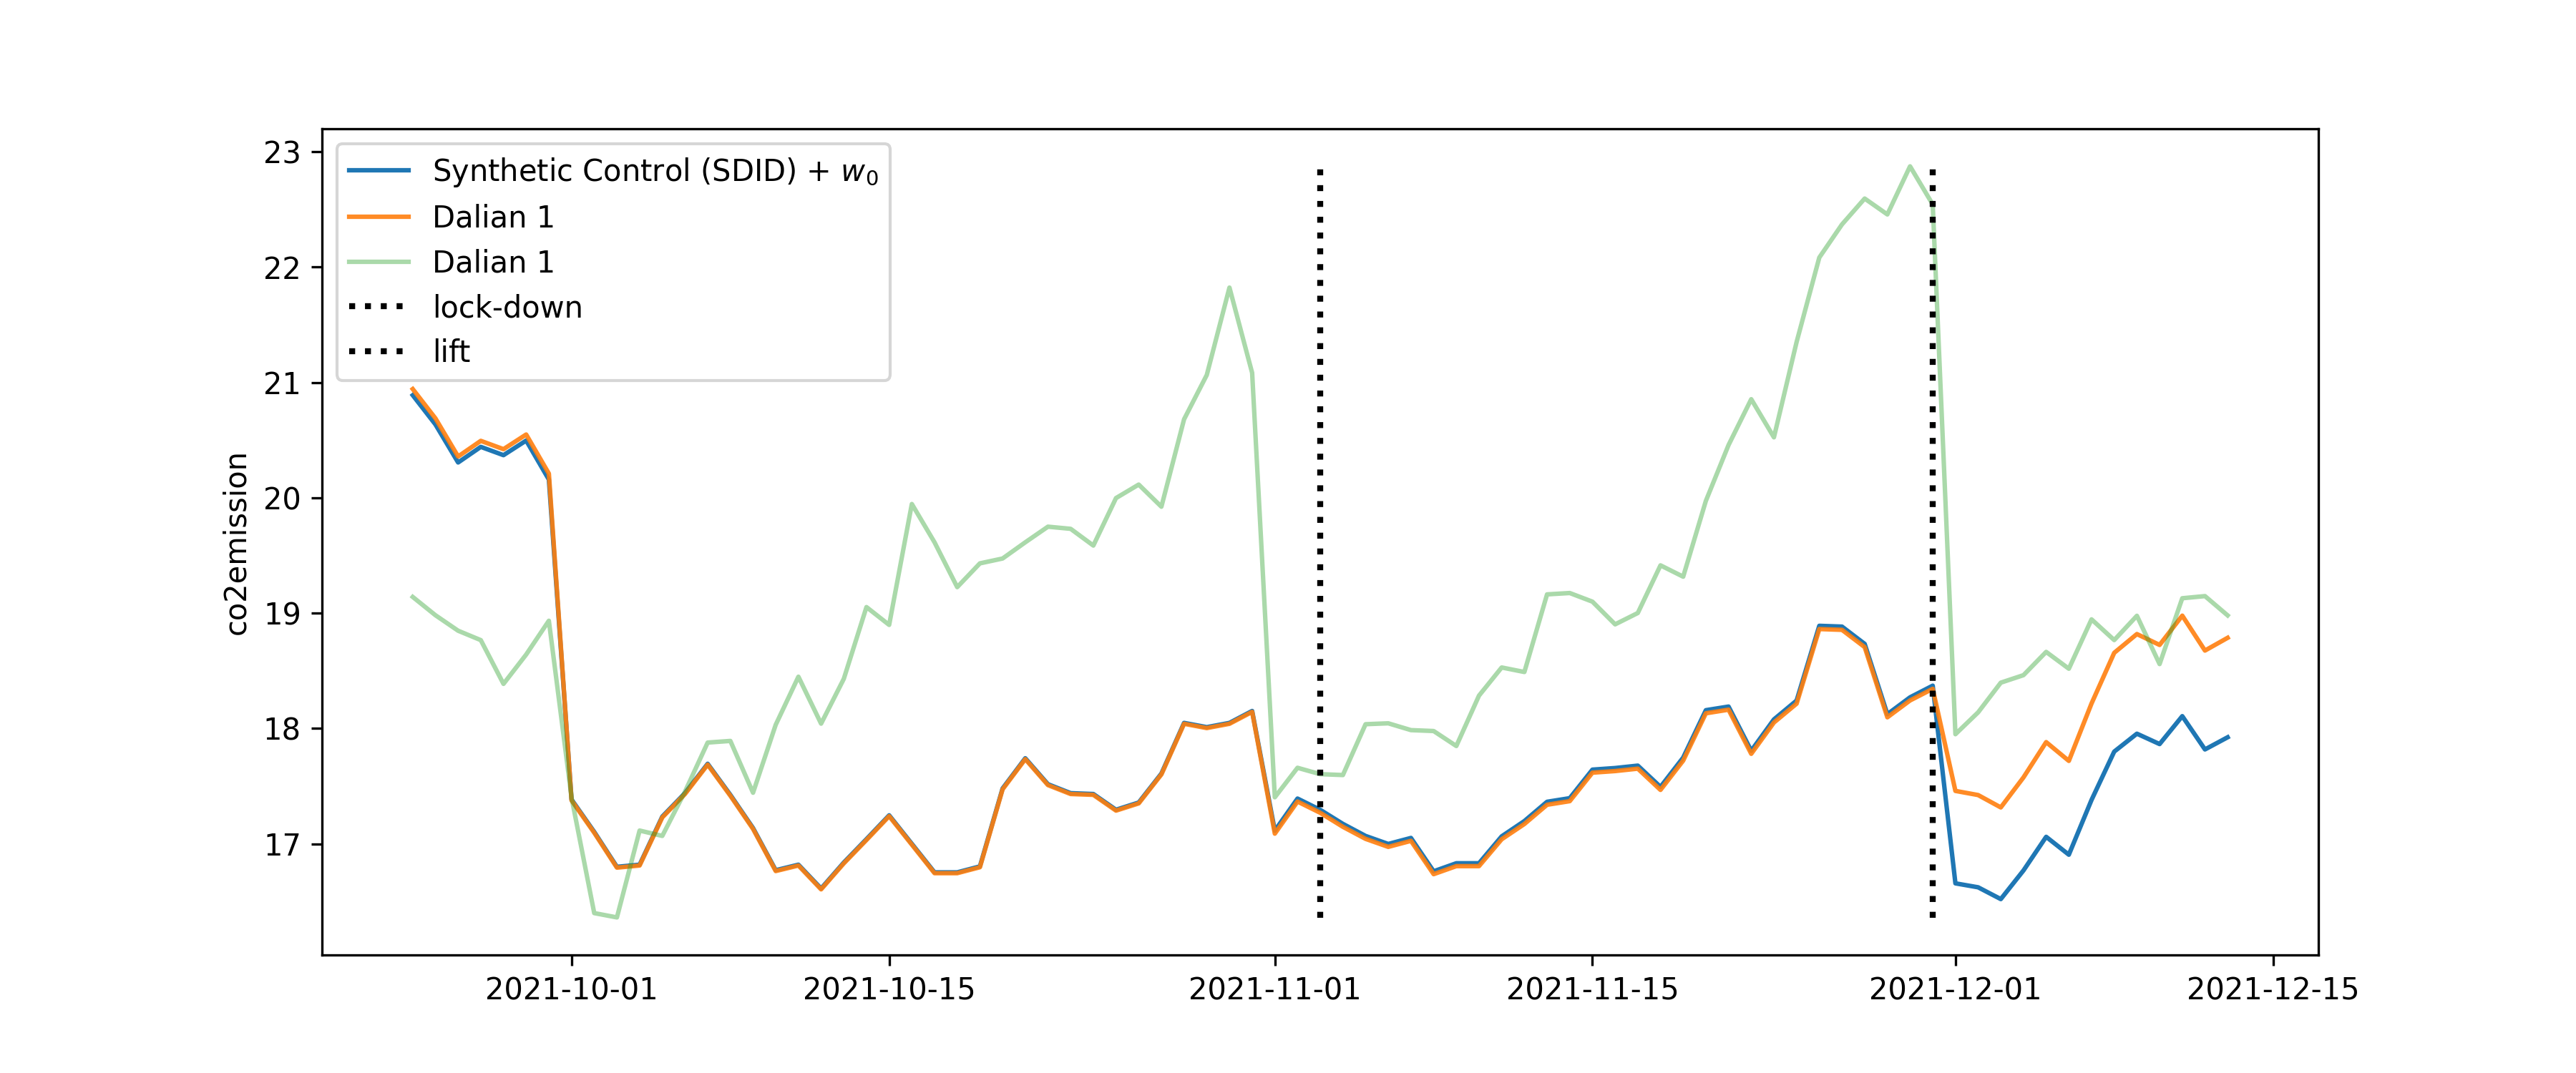 Synthetic Control (SDID) + w₀
Dalian 1
Dalian 1
lock-down
lift
co2emission
23
22
21
20
19
18
17
2021-10-01
2021-10-15
2021-11-01
2021-11-15
2021-12-01
2021-12-15